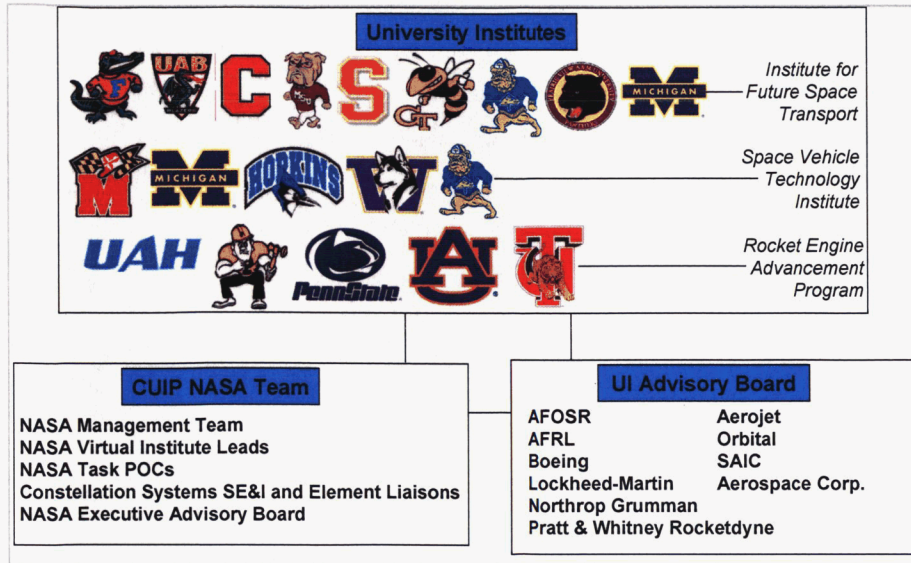 University Institutes
UAB
F
C
MSU
S
GT
MICHIGAN
Institute for
Future Space
Transport
M
MICHIGAN
HOPKINS
W
Space Vehicle
Technology
Institute
UAH
PENNSTATE
AU
TU
Rocket Engine
Advancement
Program
CUIP NASA Team
NASA Management Team
NASA Virtual Institute Leads
NASA Task POCs
Constellation Systems SE&I and Element Liaisons
NASA Executive Advisory Board
UI Advisory Board
AFOSR
AFRL
Boeing
Lockheed-Martin
Northrop Grumman
Pratt & Whitney Rocketdyne
Aerojet
Orbital
SAIC
Aerospace Corp.